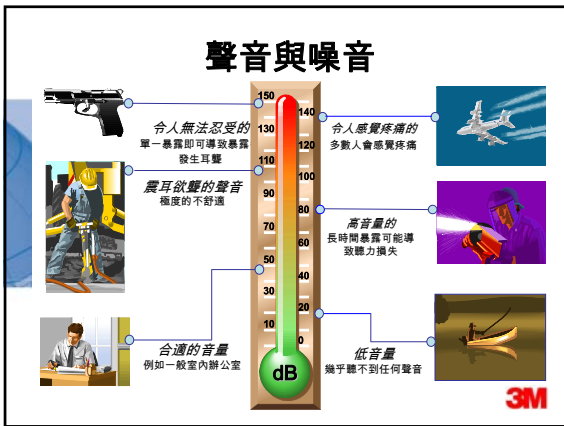 聲音與噪音
150
140
130
120
110
100
90
80
70
60
50
40
30
20
10
0
dB
令人無法忍受的
單一暴露即可導致暴露
發生耳聾
令人感覺疼痛的
多數人會感覺疼痛
震耳欲聾的聲音
極度的不舒適
高音量的
長時間暴露可能導
致聽力損失
合適的音量
例如一般室內辦公室
低音量
幾乎聽不到任何聲音
3M